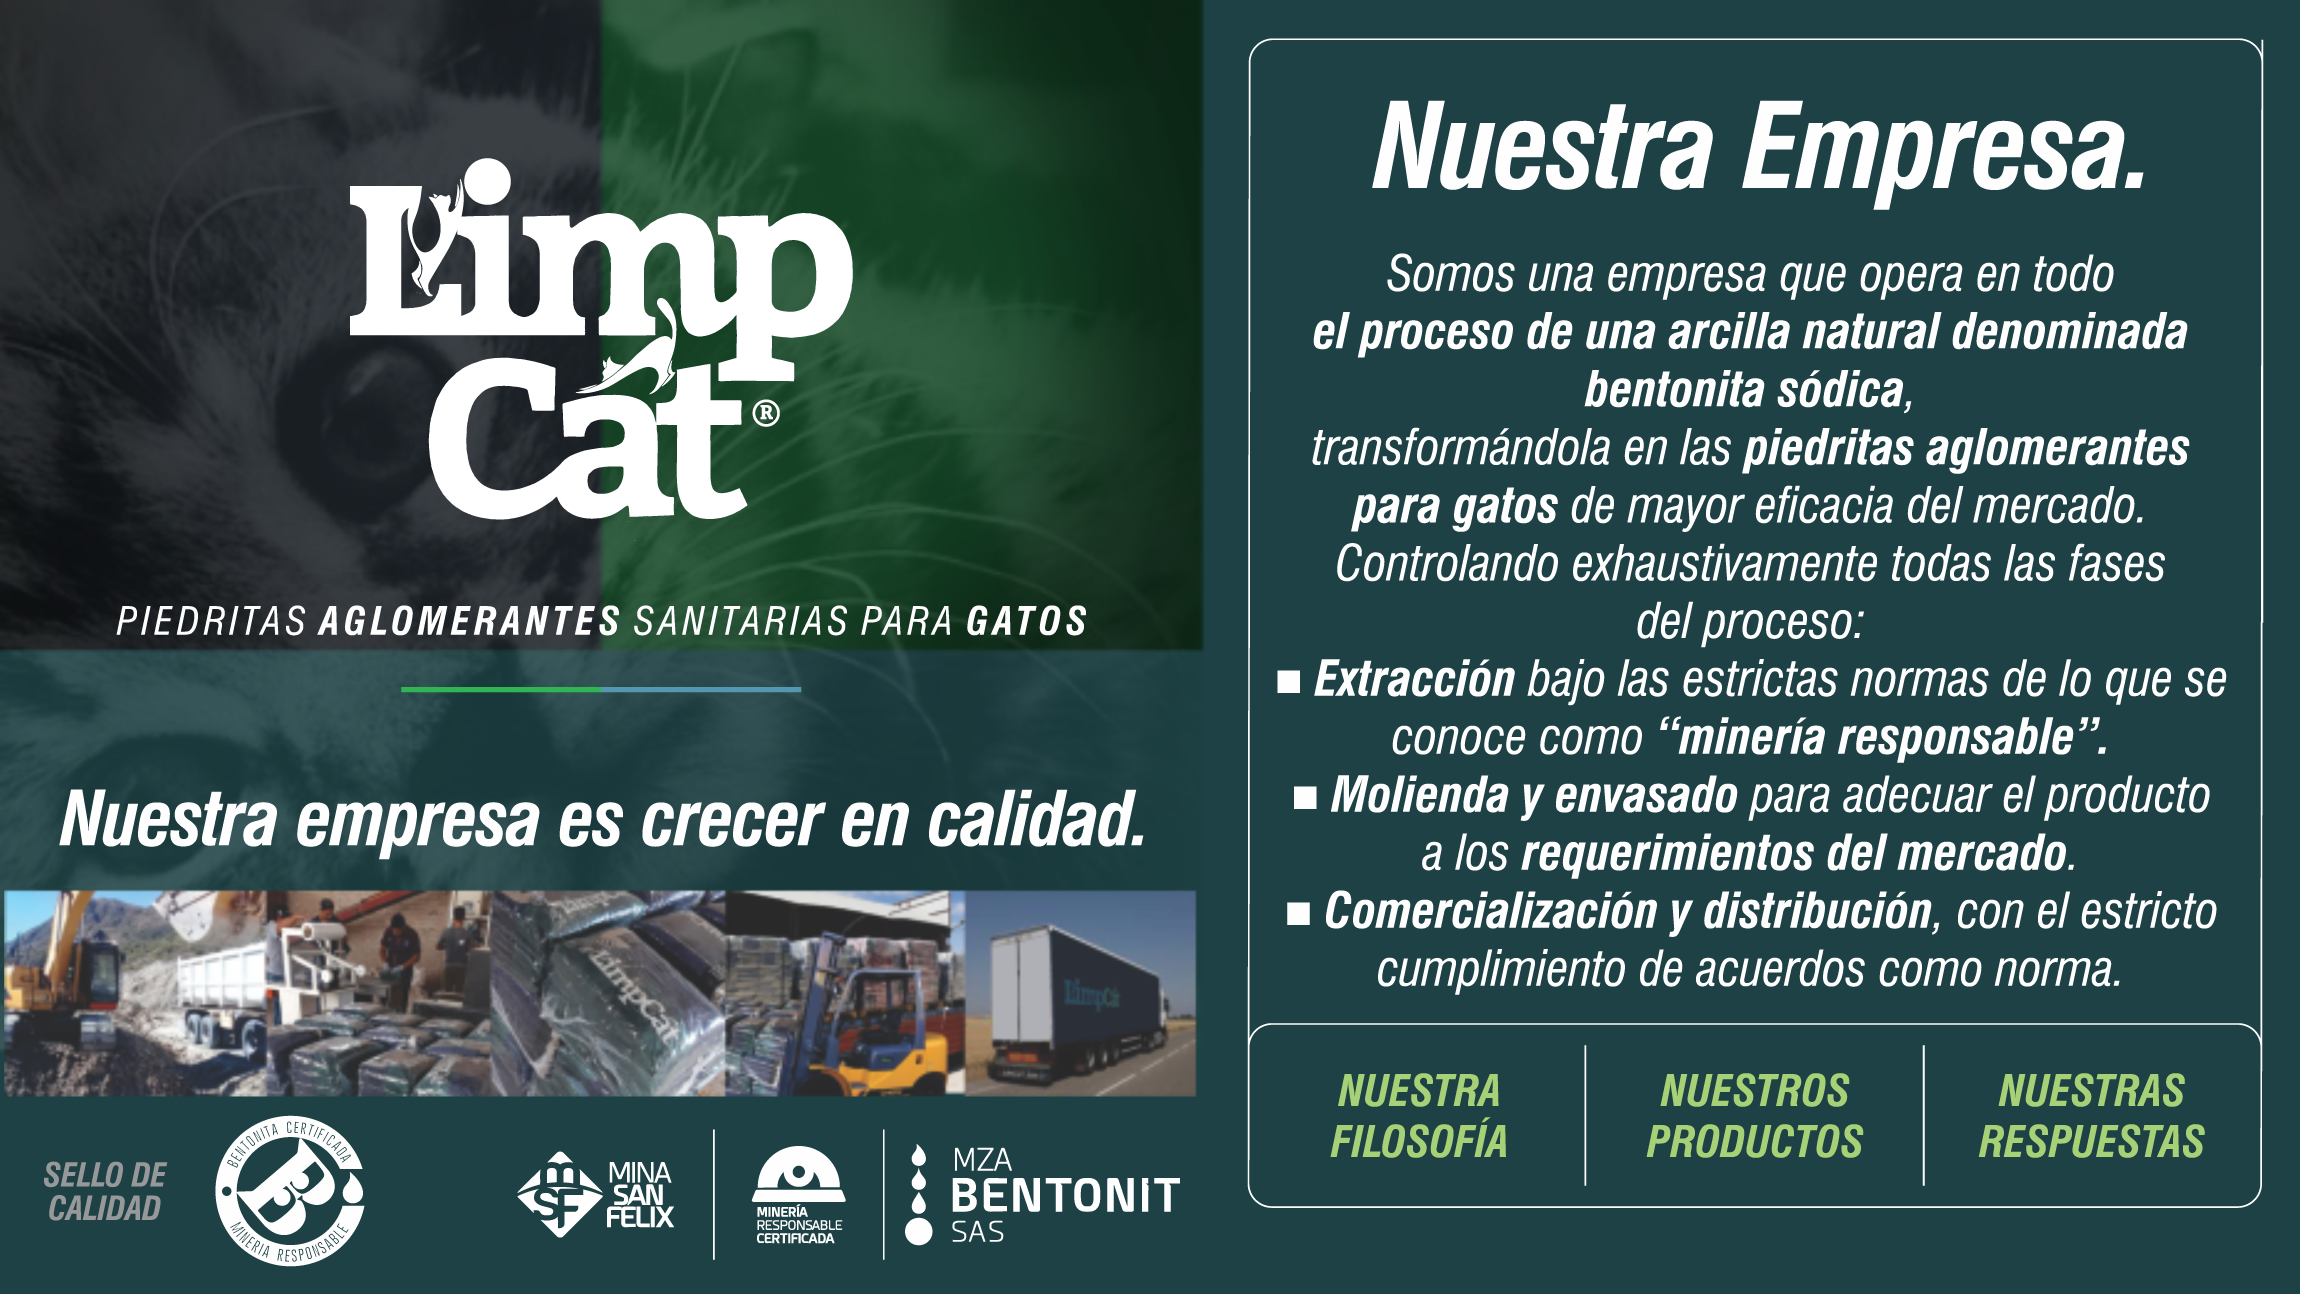 Limp
Cat®
PIEDRITAS AGLOMERANTES SANITARIAS PARA GATOS
Nuestra empresa es crecer en calidad.
LimpCat
LimpCat
SELLO DE
CALIDAD
BENTONITA CERTIFICADA
MINERIA RESPONSABLE
mSF
MINA
SAN
FELIX
MINERÍA
RESPONSABLE
CERTIFICADA
MZA
BENTONIT
SAS
Nuestra Empresa.
Somos una empresa que opera en todo
el proceso de una arcilla natural denominada
bentonita sódica,
transformándola en las piedritas aglomerantes
para gatos de mayor eficacia del mercado.
Controlando exhaustivamente todas las fases
del proceso:
■ Extracción bajo las estrictas normas de lo que se
conoce como “minería responsable”.
■ Molienda y envasado para adecuar el producto
a los requerimientos del mercado.
■ Comercialización y distribución, con el estricto
cumplimiento de acuerdos como norma.
NUESTRA
FILOSOFÍA
NUESTROS
PRODUCTOS
NUESTRAS
RESPUESTAS